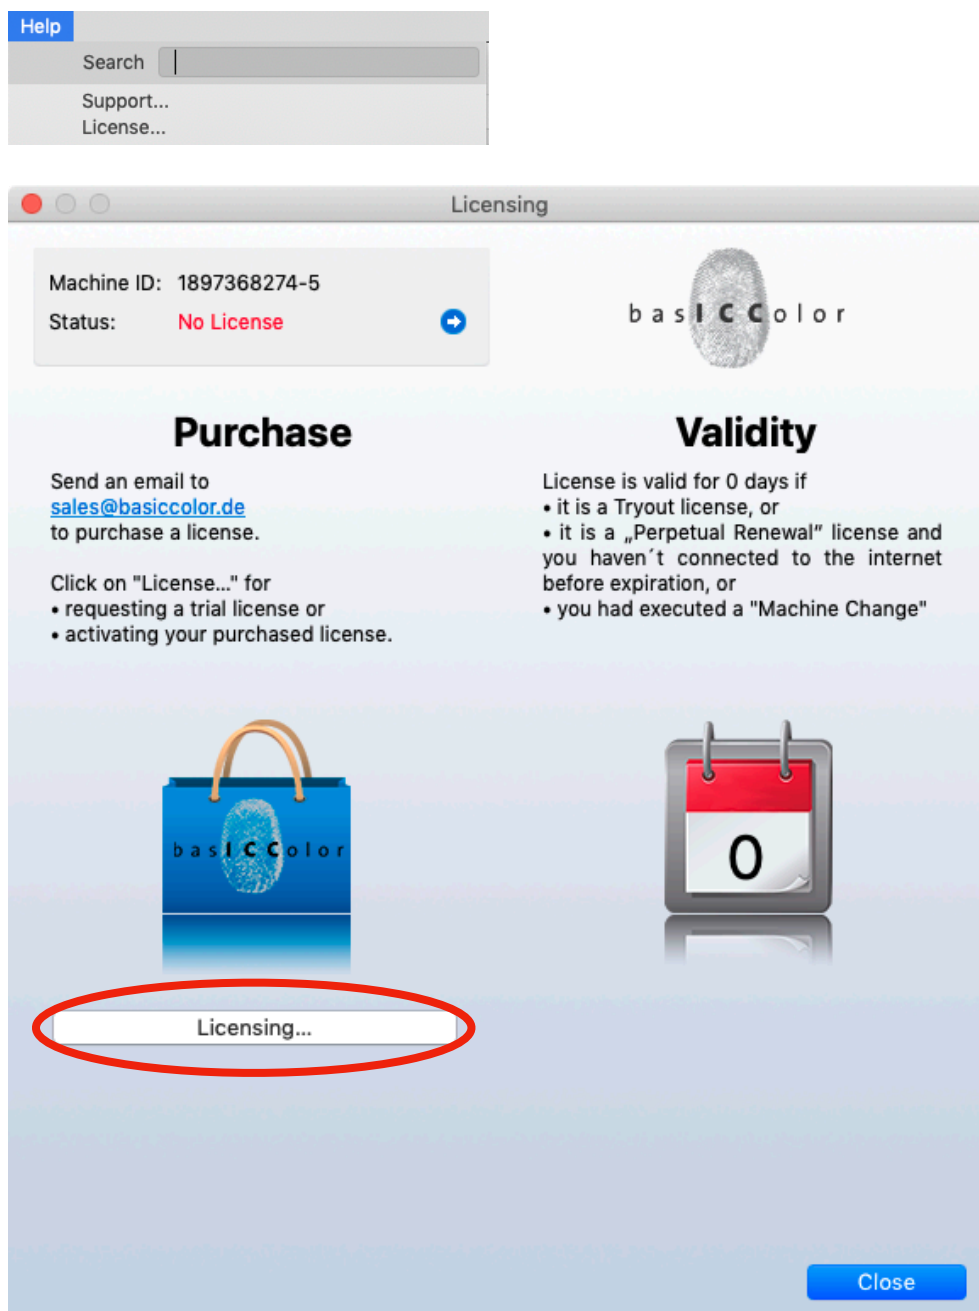 Help
Search
Support...
License...
Licensing
Machine ID: 1897368274-5
Status: No License
basICColor
Purchase
Send an email to
sales@basiccolor.de
to purchase a license.
Click on "License..." for
• requesting a trial license or
• activating your purchased license.
Validity
License is valid for 0 days if
• it is a Tryout license, or
• it is a „Perpetual Renewal“ license and
you haven´t connected to the internet
before expiration, or
• you had executed a "Machine Change"
basICColor
0
Licensing...
Close